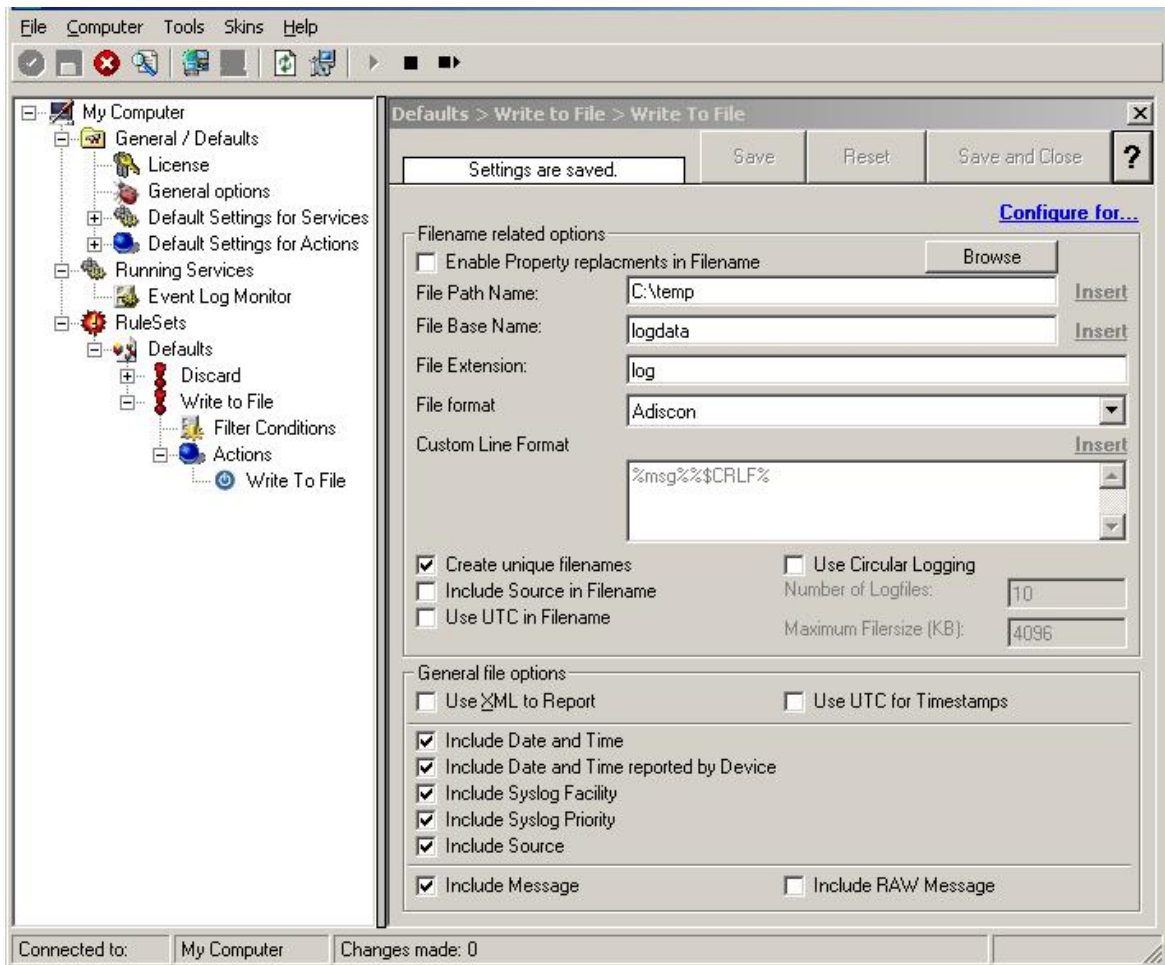 File Computer Tools Skins Help
My Computer
General / Defaults
License
General options
Default Settings for Services
Default Settings for Actions
Running Services
Event Log Monitor
RuleSets
Defaults
Discard
Write to File
Filter Conditions
Actions
Write To File
Defaults > Write to File > Write To File
Settings are saved.
Save
Reset
Save and Close
?
Configure for...
Filename related options
Enable Property replacments in Filename
Browse
File Path Name:
C:\temp
Insert
File Base Name:
logdata
Insert
File Extension:
log
File format
Adiscon
Custom Line Format
Insert
%msg%%$CRLF%
Create unique filenames
Use Circular Logging
Include Source in Filename
Number of Logfiles:
10
Use UTC in Filename
Maximum Filersize (KB):
4096
General file options
Use XML to Report
Use UTC for Timestamps
Include Date and Time
Include Date and Time reported by Device
Include Syslog Facility
Include Syslog Priority
Include Source
Include Message
Include RAW Message
Connected to:
My Computer
Changes made: 0